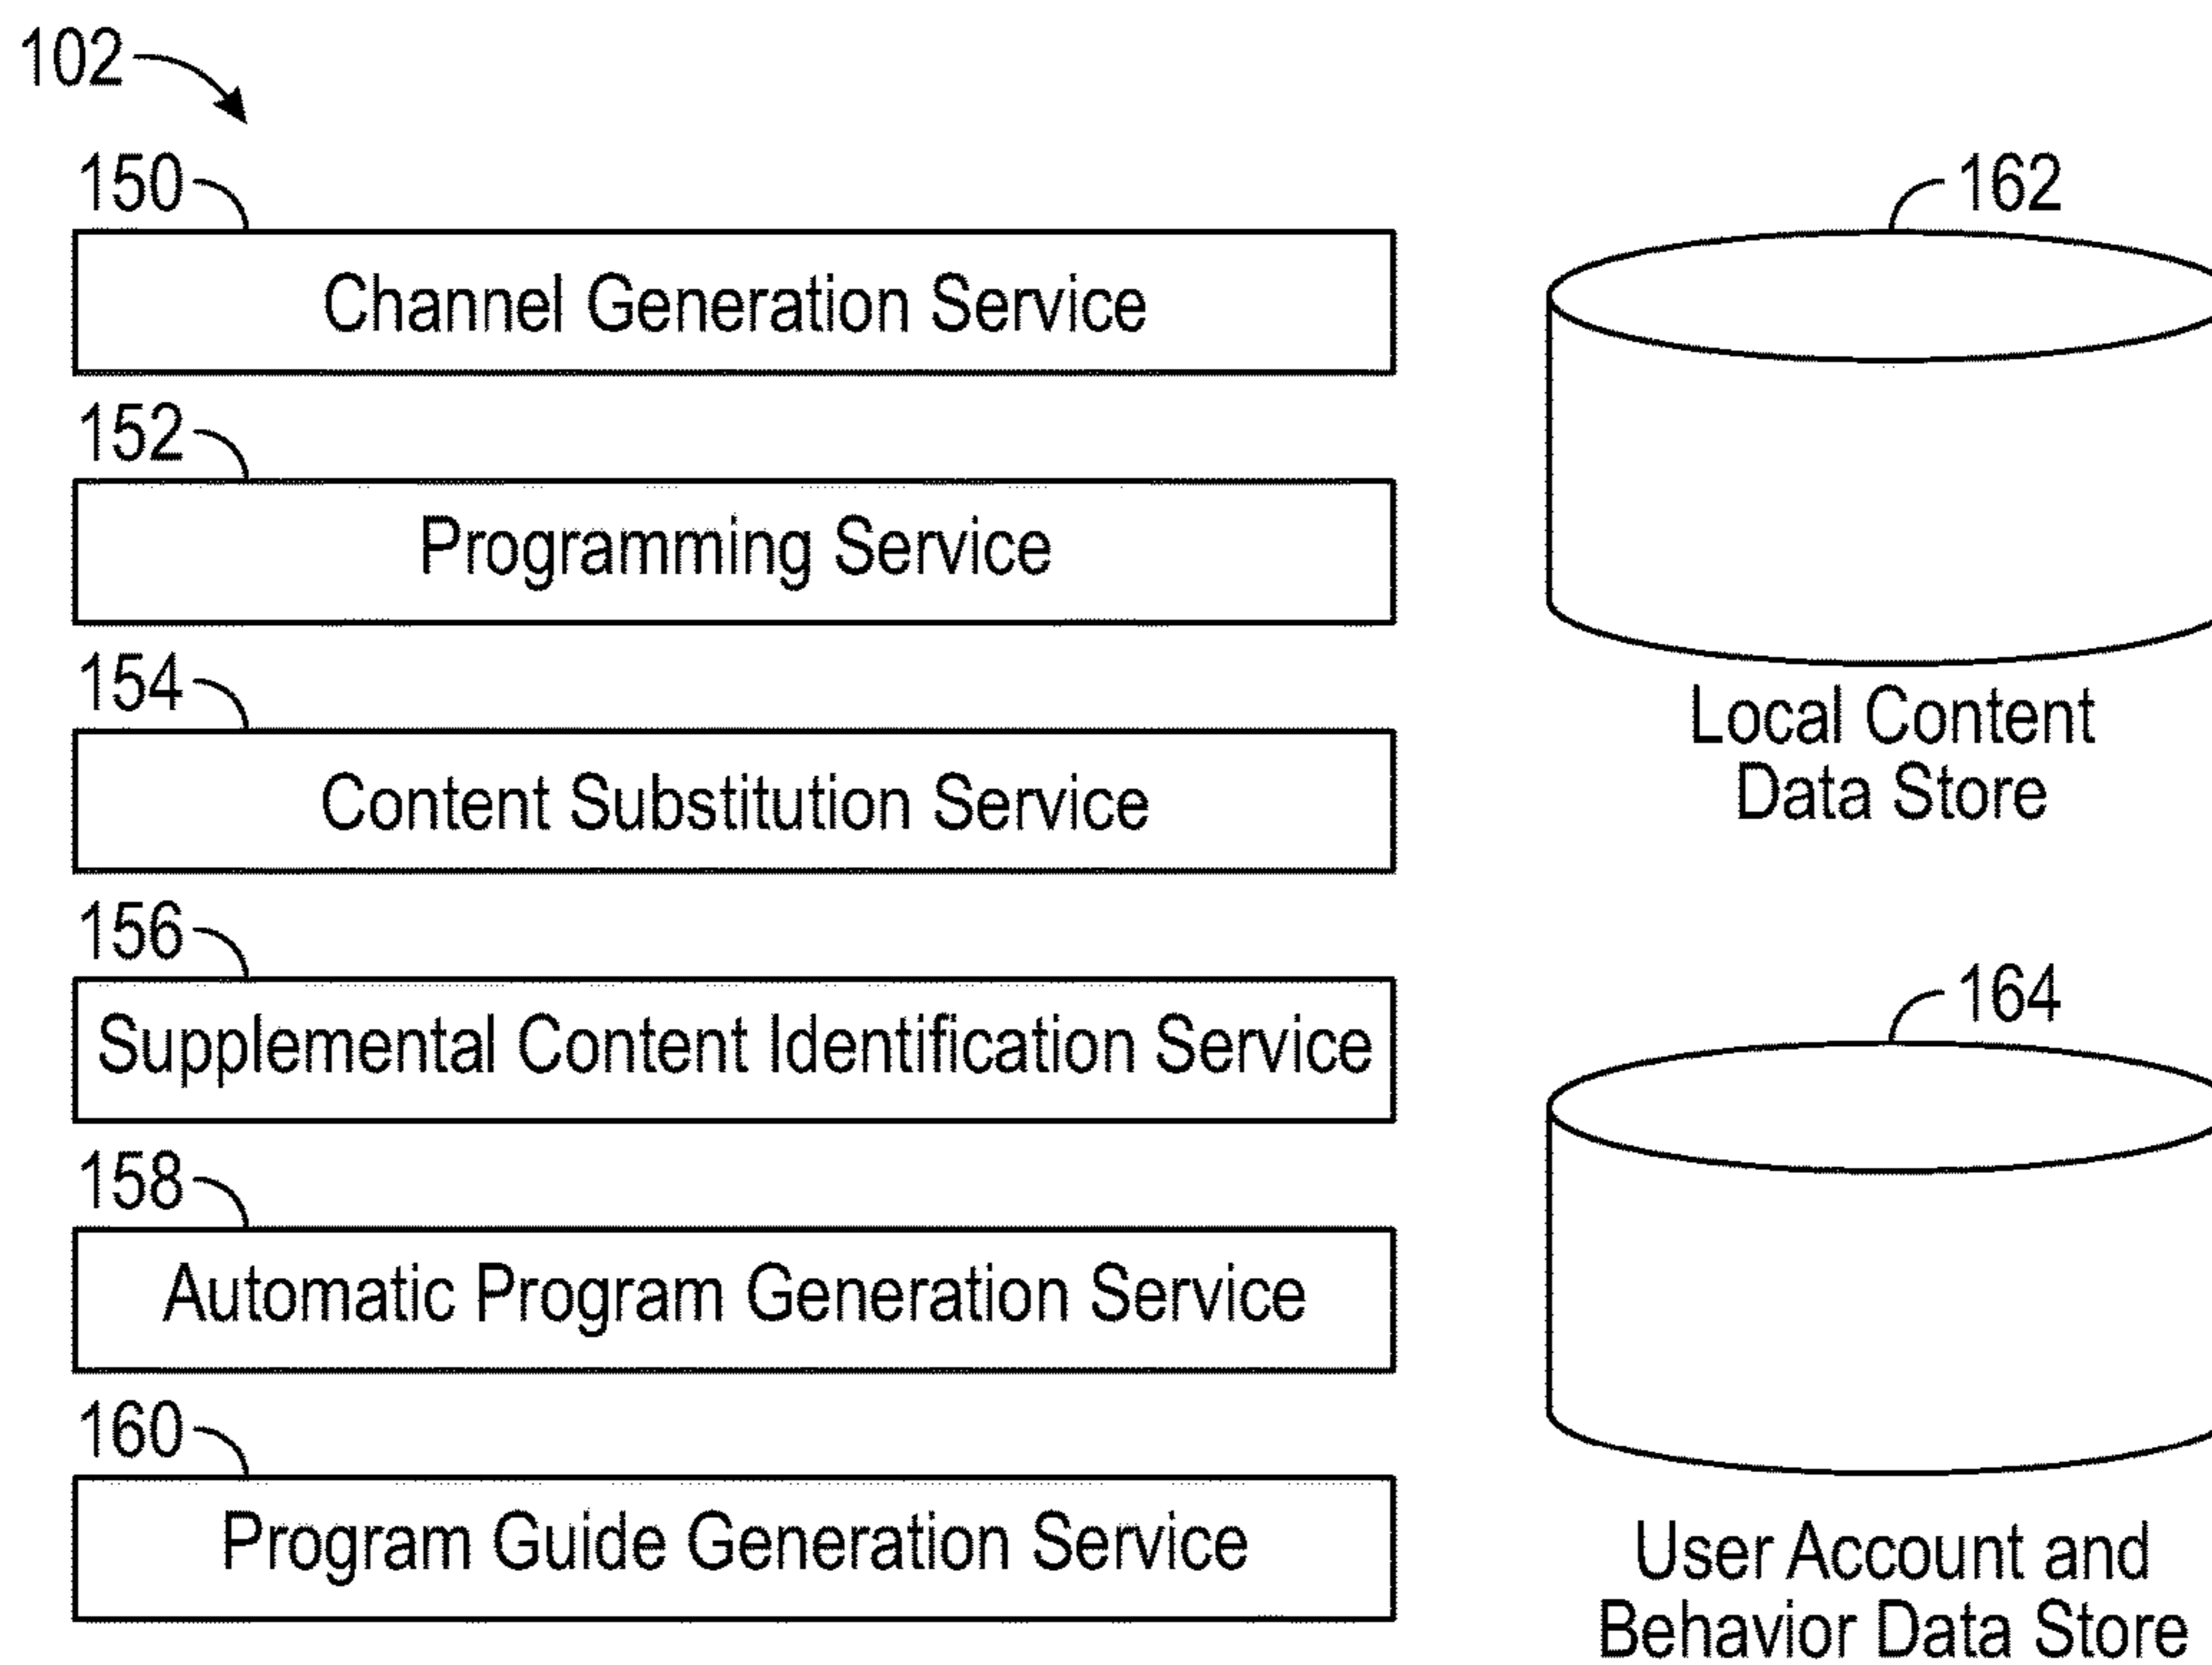 102
150
Channel Generation Service
152
Programming Service
154
Content Substitution Service
156
Supplemental Content Identification Service
158
Automatic Program Generation Service
160
Program Guide Generation Service
162
Local Content
Data Store
164
User Account and
Behavior Data Store